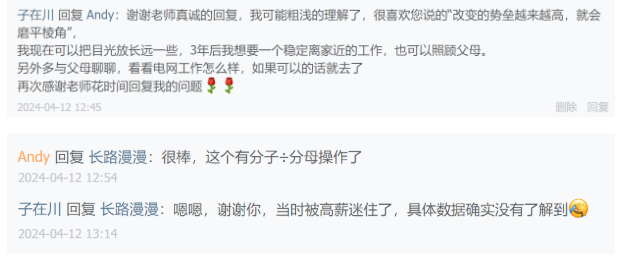 子在川 回复 Andy：谢谢老师真诚的回复，我可能粗浅的理解了，很喜欢您说的“改变的势垒越来越高，就会
磨平棱角”，
我现在可以把目光放长远一些，3年后我想要一个稳定离家近的工作，也可以照顾父母。
另外多与父母聊聊，看看电网工作怎么样，如果可以的话就去了
再次感谢老师花时间回复我的问题🌹🌹
2024-04-12 12:45 删除 回复
Andy 回复 长路漫漫：很棒，这个有分子÷分母操作了
2024-04-12 12:54
子在川 回复 长路漫漫：嗯嗯，谢谢你，当时被高薪迷住了，具体数据确实没有了解到🤣
2024-04-12 13:14